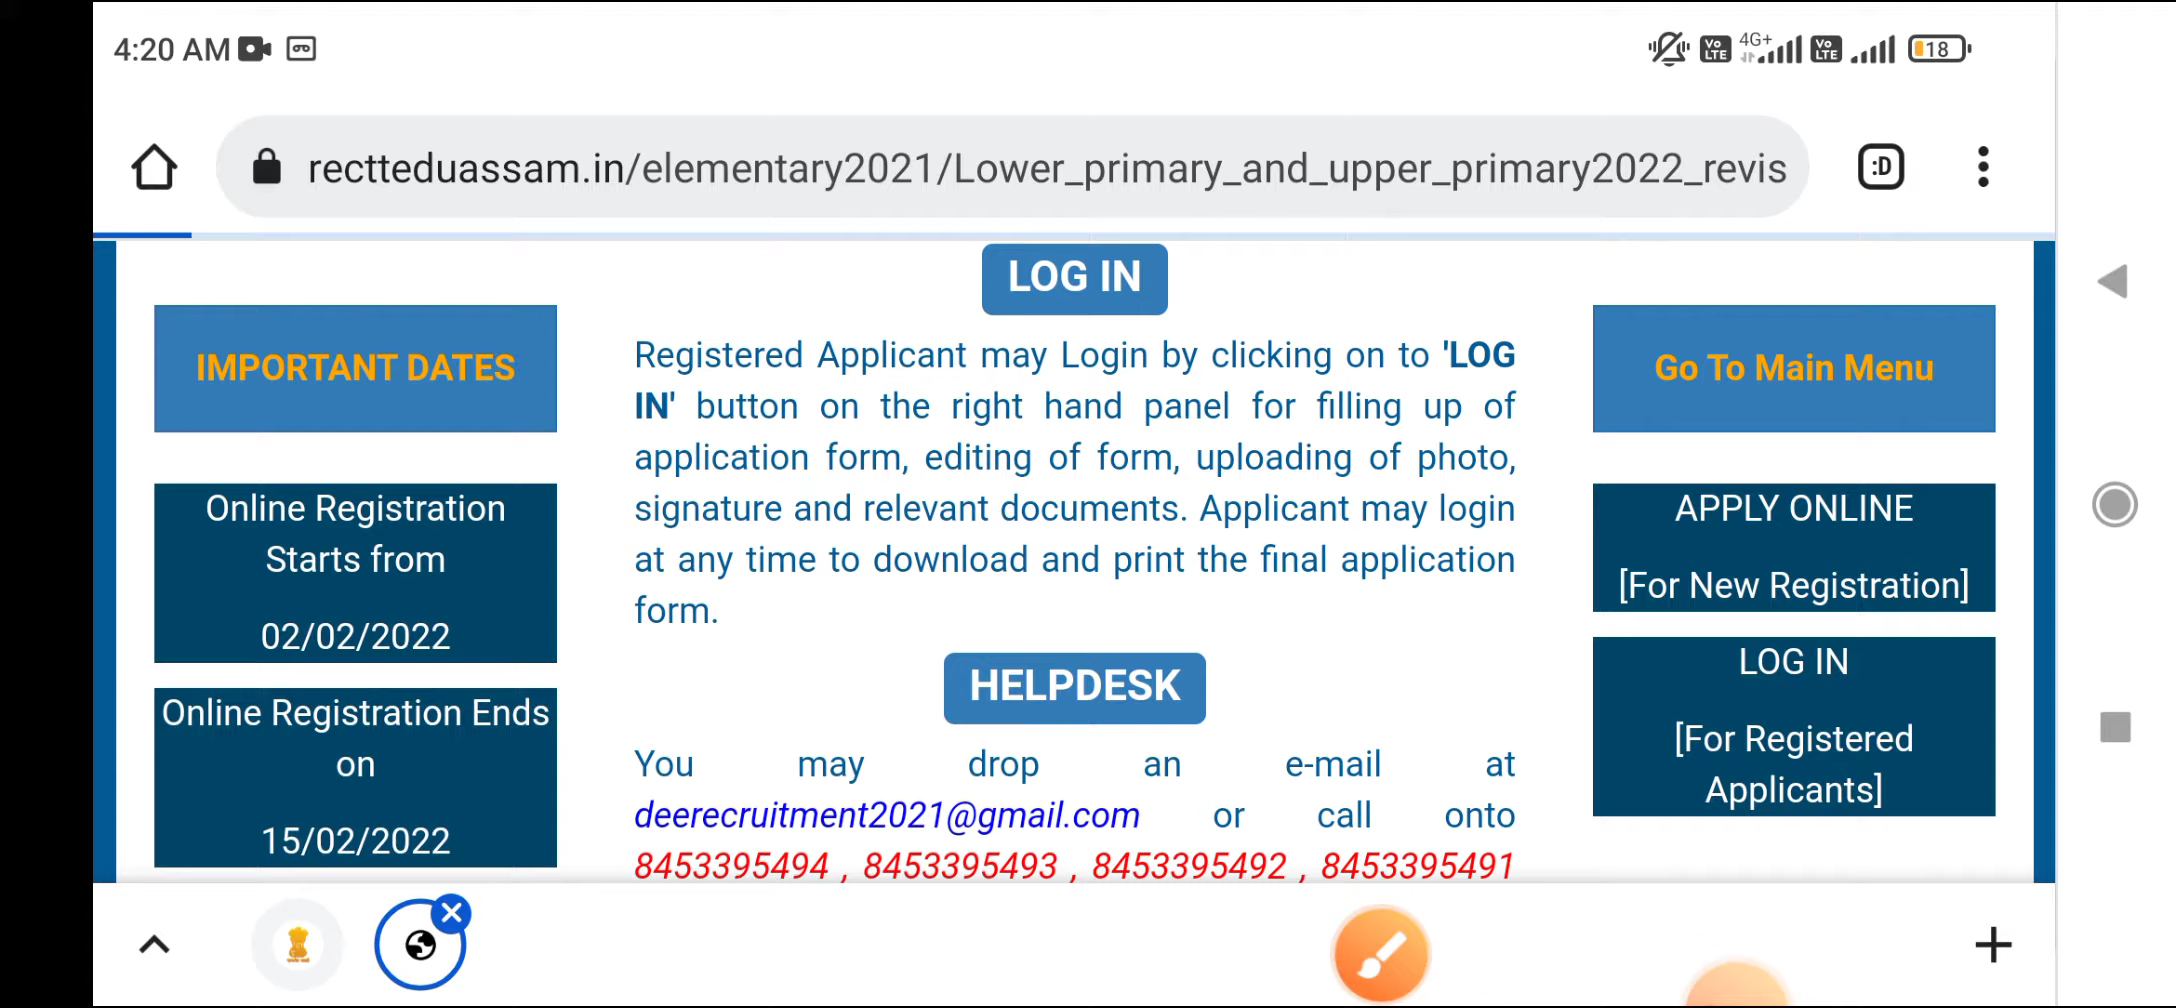 4:20 AM
Vo LTE 4G+ Vo LTE 18
rectteduassam.in/elementary2021/Lower_primary_and_upper_primary2022_revis
:D
LOG IN
IMPORTANT DATES
Online Registration
Starts from
02/02/2022
Online Registration Ends
on
15/02/2022
Registered Applicant may Login by clicking on to 'LOG
IN' button on the right hand panel for filling up of
application form, editing of form, uploading of photo,
signature and relevant documents. Applicant may login
at any time to download and print the final application
form.
HELPDESK
You may drop an e-mail at
deerecruitment2021@gmail.com or call onto
8453395494 , 8453395493 , 8453395492 , 8453395491
Go To Main Menu
APPLY ONLINE
[For New Registration]
LOG IN
[For Registered
Applicants]